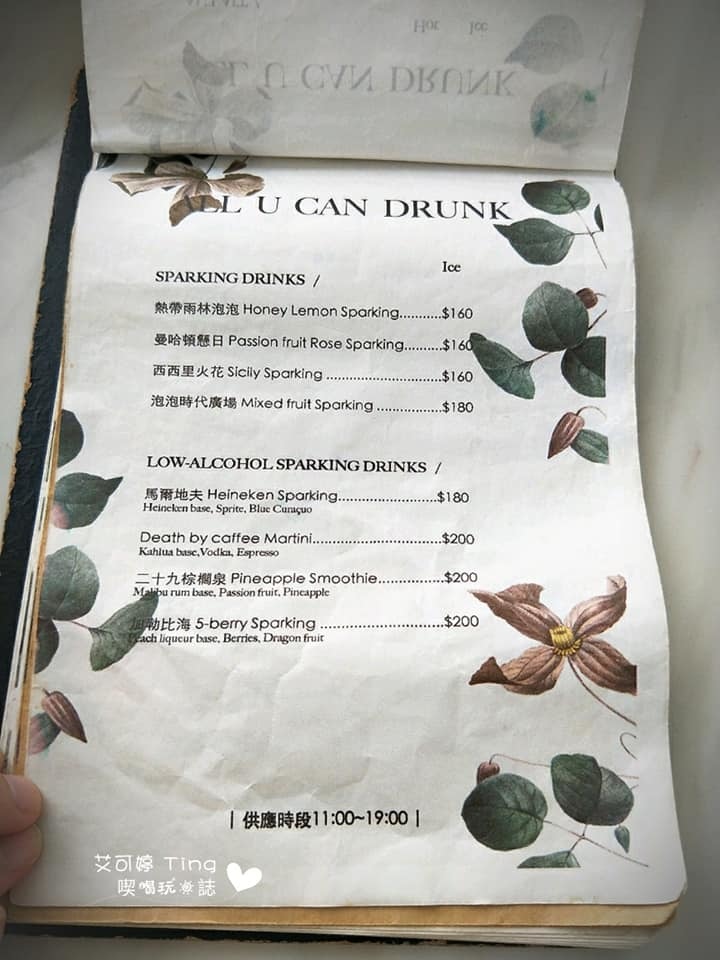 Hot Ice
ALL U CAN DRUNK
ALL U CAN DRUNK
Ice
SPARKING DRINKS /
熱帶雨林泡泡 Honey Lemon Sparking..........$160
曼哈頓懸日 Passion fruit Rose Sparking.........$160
西西里火花 Sicily Sparking ..........................$160
泡泡時代廣場 Mixed fruit Sparking ...............$180
LOW-ALCOHOL SPARKING DRINKS /
馬爾地夫 Heineken Sparking.......................$180
Heineken base, Sprite, Blue Curaçuo
Death by caffee Martini.............................$200
Kahlua base,Vodka, Espresso
二十九棕櫚泉 Pineapple Smoothie...............$200
Malibu rum base, Passion fruit, Pineapple
加勒比海 5-berry Sparking ...........................$200
Peach liqueur base, Berries, Dragon fruit
| 供應時段11:00~19:00 |
艾可婷 Ting
喫喝玩樂誌